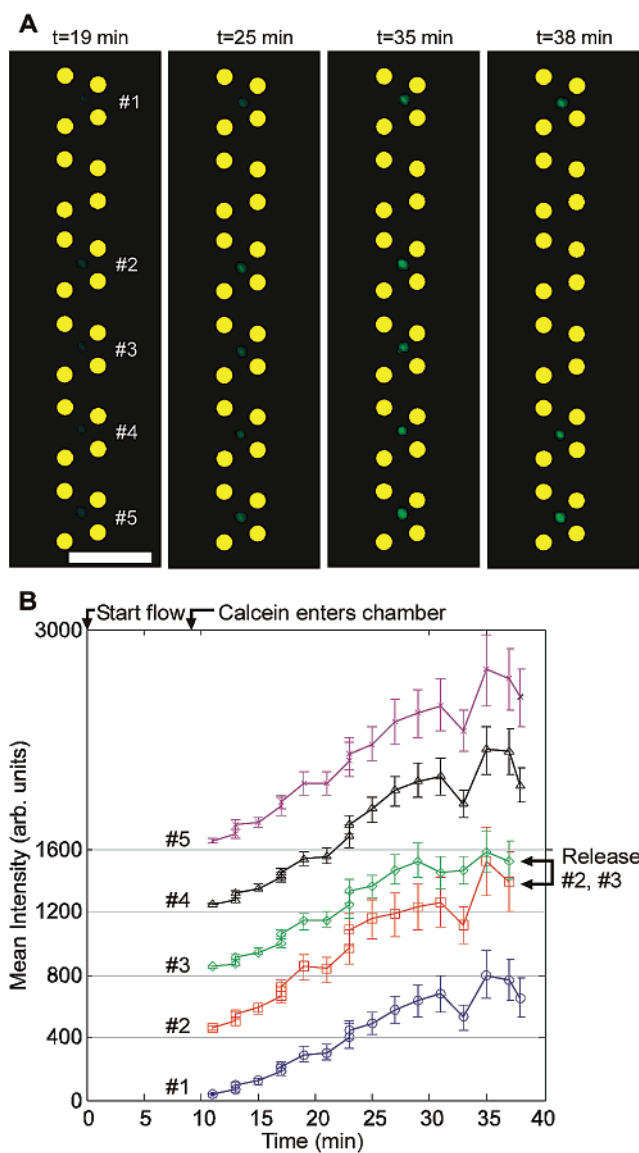 A
t=19 min t=25 min t=35 min t=38 min
#1
#2
#3
#4
#5
B
Start flow Calcein enters chamber
3000
1600
1200
800
400
0
Mean Intensity (arb. units)
#5
#4
#3
#2
#1
Release
#2, #3
0 5 10 15 20 25 30 35 40
Time (min)